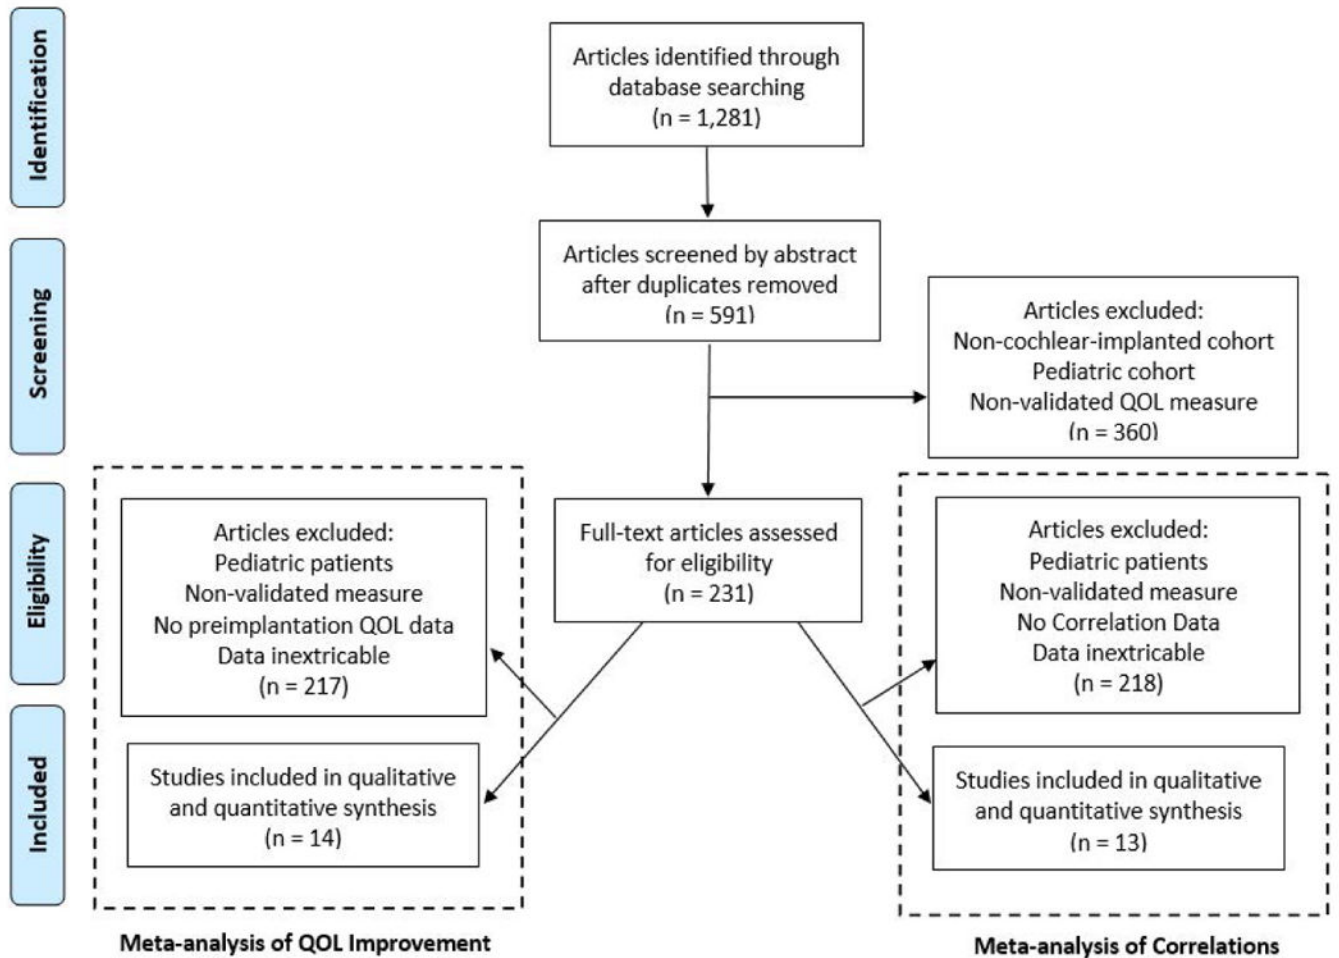 Identification
Articles identified through
database searching
(n = 1,281)
Screening
Articles screened by abstract
after duplicates removed
(n = 591)
Articles excluded:
Non-cochlear-implanted cohort
Pediatric cohort
Non-validated QOL measure
(n = 360)
Eligibility
Articles excluded:
Pediatric patients
Non-validated measure
No preimplantation QOL data
Data inextricable
(n = 217)
Full-text articles assessed
for eligibility
(n = 231)
Articles excluded:
Pediatric patients
Non-validated measure
No Correlation Data
Data inextricable
(n = 218)
Included
Studies included in qualitative
and quantitative synthesis
(n = 14)
Studies included in qualitative
and quantitative synthesis
(n = 13)
Meta-analysis of QOL Improvement
Meta-analysis of Correlations